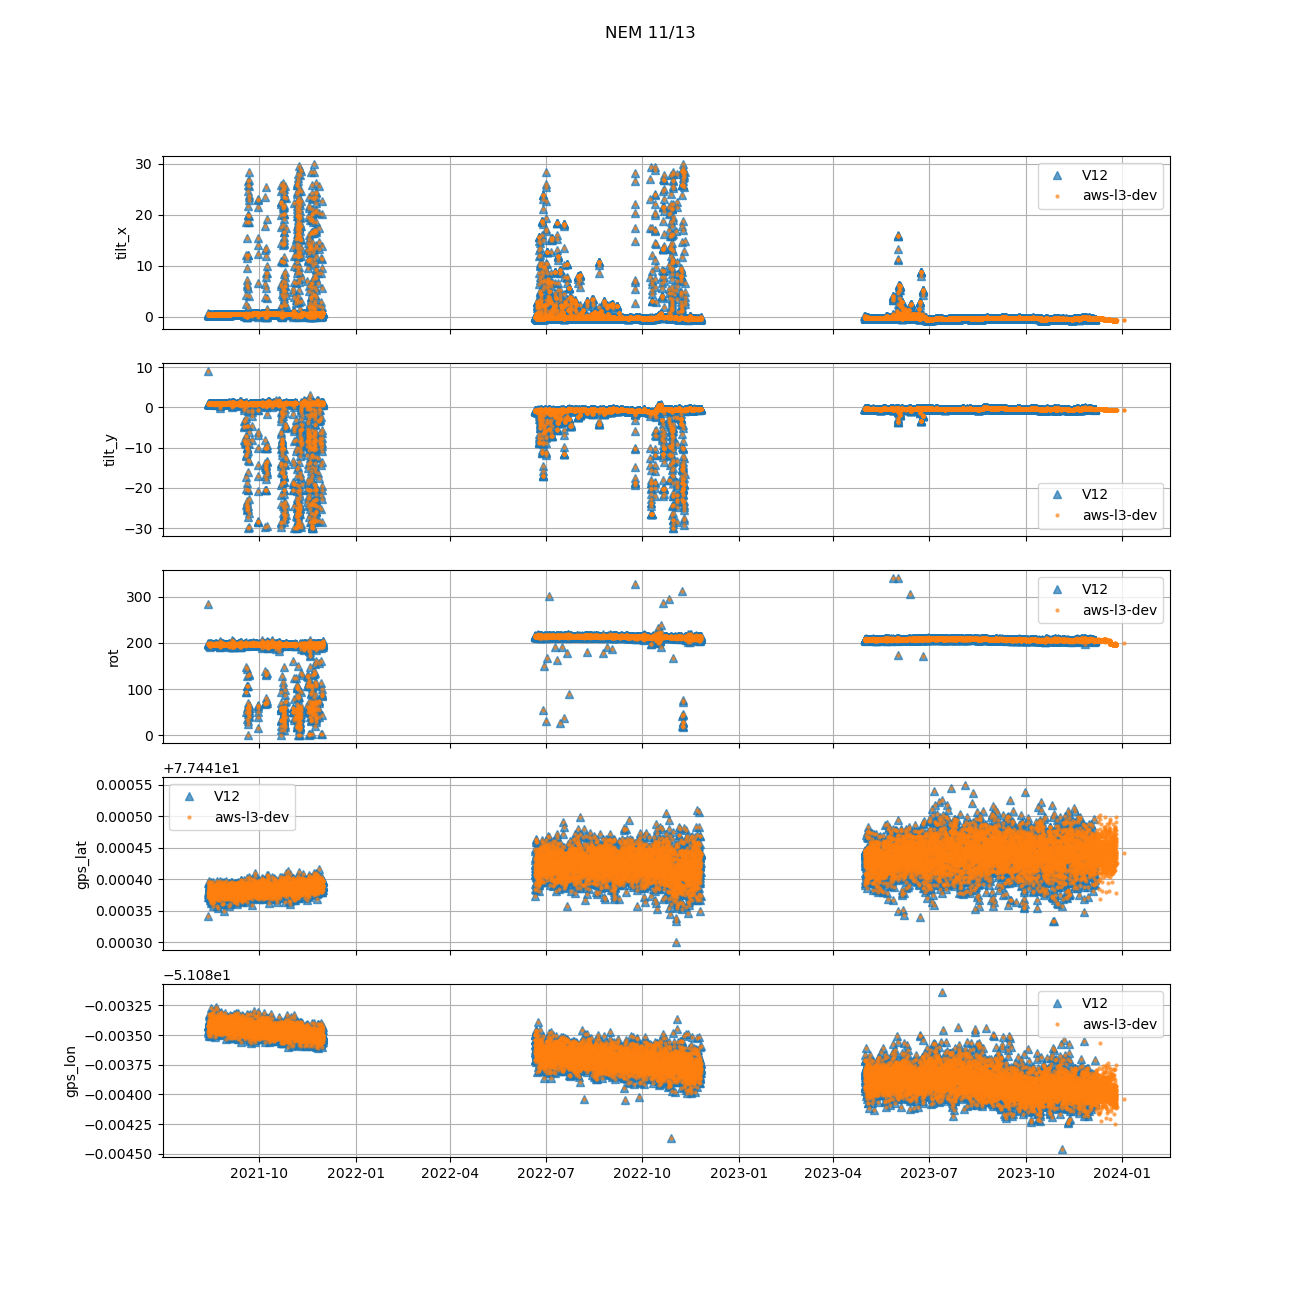 NEM 11/13
30
20
10
0
tilt_x
V12
aws-l3-dev
10
0
−10
−20
−30
tilt_y
V12
aws-l3-dev
300
200
100
0
rot
V12
aws-l3-dev
+7.7441e1
0.00055
0.00050
0.00045
0.00040
0.00035
0.00030
gps_lat
V12
aws-l3-dev
−5.108e1
−0.00325
−0.00350
−0.00375
−0.00400
−0.00425
−0.00450
gps_lon
V12
aws-l3-dev
2021-10 2022-01 2022-04 2022-07 2022-10 2023-01 2023-04 2023-07 2023-10 2024-01